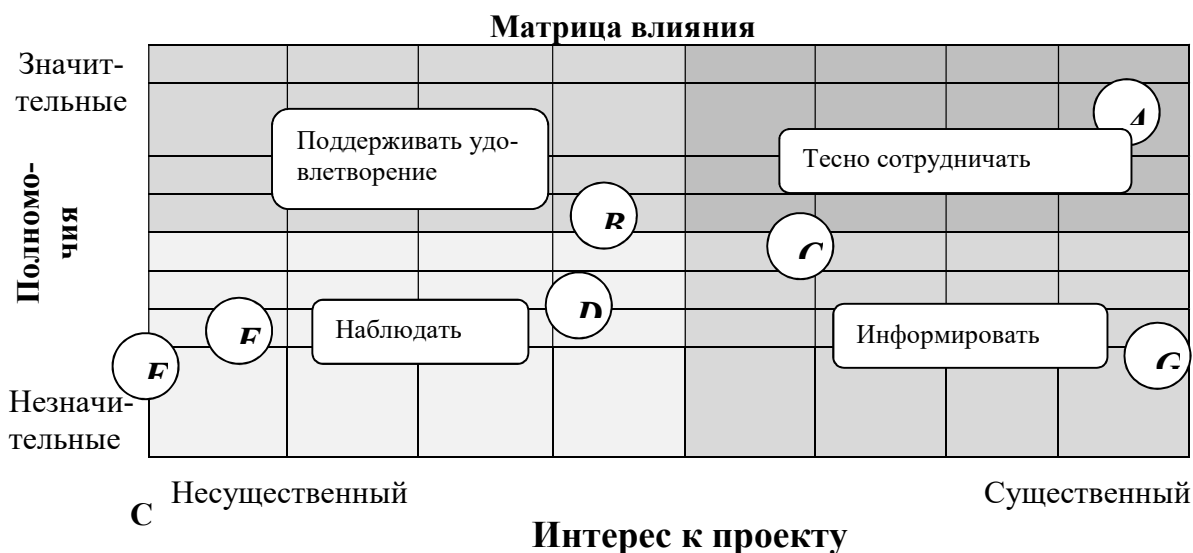 Матрица влияния
Значит-
тельные
A
Поддерживать удо-
влетворение
Тесно сотрудничать
Полномо-
чия
B
C
D
Наблюдать
Информировать
G
Незначи-
тельные
Несущественный
Существенный
С
Интерес к проекту